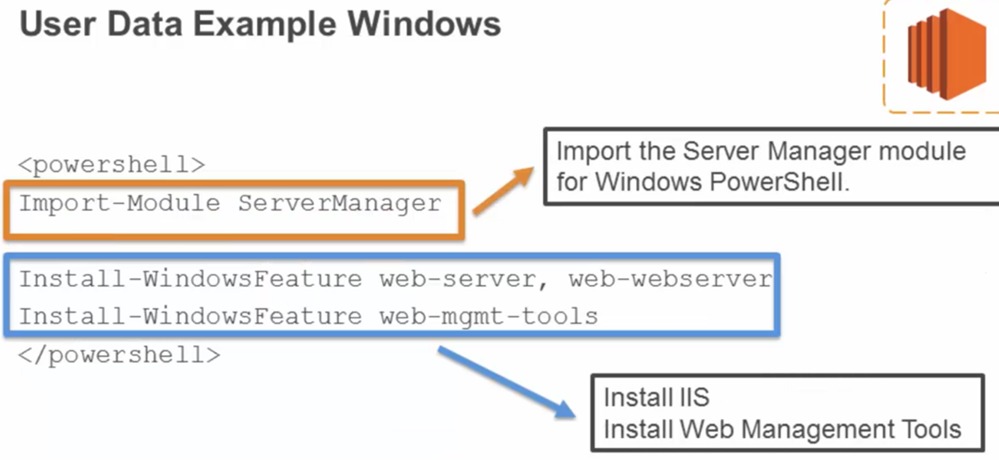 User Data Example Windows
<powershell>
Import-Module ServerManager
Import the Server Manager module
for Windows PowerShell.
Install-WindowsFeature web-server, web-webserver
Install-WindowsFeature web-mgmt-tools
</powershell>
Install IIS
Install Web Management Tools